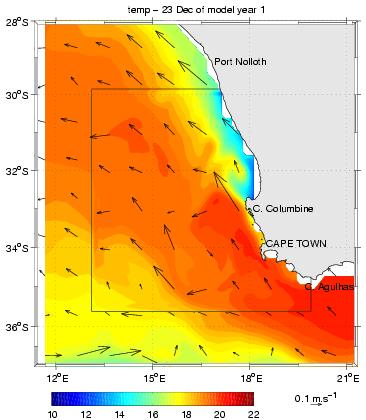 temp – 23 Dec of model year 1
28°S
Port Nolloth
30°S
32°S
C. Columbine
34°S
CAPE TOWN
C. Agulhas
36°S
12°E 15°E 18°E 21°E
10 12 14 16 18 20 22
0.1 m.s⁻¹